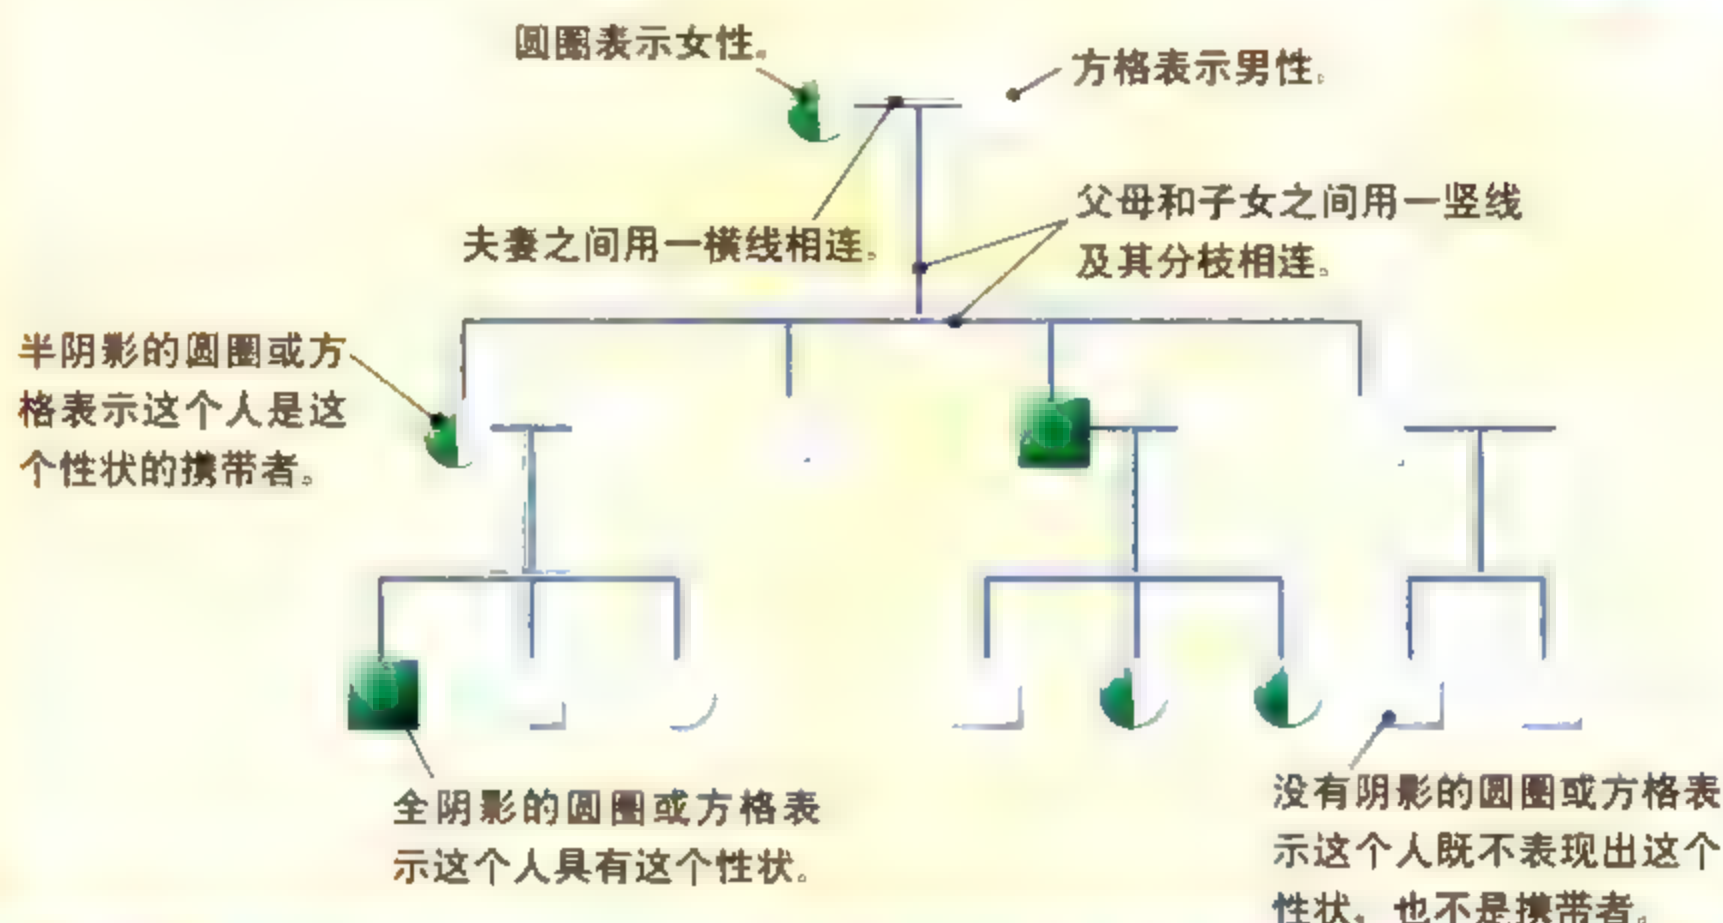 圆圈表示女性。
方格表示男性。
夫妻之间用一横线相连。
父母和子女之间用一竖线
及其分枝相连。
半阴影的圆圈或方
格表示这个人是这
个性状的携带者。
全阴影的圆圈或方格表
示这个人具有这个性状。
没有阴影的圆圈或方格表
示这个人既不表现出这个
性状，也不是携带者。